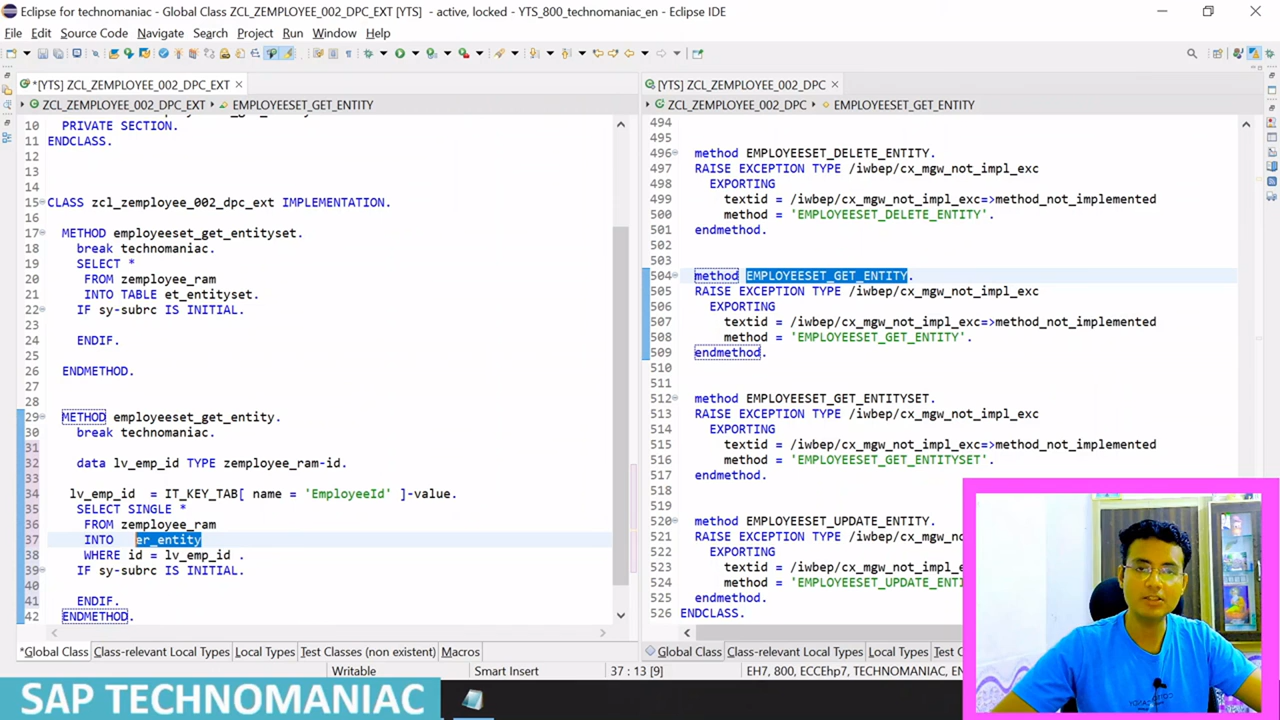 Eclipse for technomaniac - Global Class ZCL_ZEMPLOYEE_002_DPC_EXT [YTS] - active, locked - YTS_800_technomaniac_en - Eclipse IDE
File Edit Source Code Navigate Search Project Run Window Help
*[YTS] ZCL_ZEMPLOYEE_002_DPC_EXT
ZCL_ZEMPLOYEE_002_DPC_EXT EMPLOYEESET_GET_ENTITY
10 PRIVATE SECTION.
11 ENDCLASS.
12
13
14
15 CLASS zcl_zemployee_002_dpc_ext IMPLEMENTATION.
16
17 METHOD employeeset_get_entityset.
18 break technomaniac.
19 SELECT *
20 FROM zemployee_ram
21 INTO TABLE et_entityset.
22 IF sy-subrc IS INITIAL.
23
24 ENDIF.
25
26 ENDMETHOD.
27
28
29 METHOD employeeset_get_entity.
30 break technomaniac.
31
32 data lv_emp_id TYPE zemployee_ram-id.
33
34 lv_emp_id = IT_KEY_TAB[ name = 'EmployeeId' ]-value.
35 SELECT SINGLE *
36 FROM zemployee_ram
37 INTO er_entity
38 WHERE id = lv_emp_id .
39 IF sy-subrc IS INITIAL.
40
41 ENDIF.
42 ENDMETHOD.
*Global Class Class-relevant Local Types Local Types Test Classes (non existent) Macros
[YTS] ZCL_ZEMPLOYEE_002_DPC
ZCL_ZEMPLOYEE_002_DPC EMPLOYEESET_GET_ENTITY
494
495
496 method EMPLOYEESET_DELETE_ENTITY.
497 RAISE EXCEPTION TYPE /iwbep/cx_mgw_not_impl_exc
498 EXPORTING
499 textid = /iwbep/cx_mgw_not_impl_exc=>method_not_implemented
500 method = 'EMPLOYEESET_DELETE_ENTITY'.
501 endmethod.
502
503
504 method EMPLOYEESET_GET_ENTITY.
505 RAISE EXCEPTION TYPE /iwbep/cx_mgw_not_impl_exc
506 EXPORTING
507 textid = /iwbep/cx_mgw_not_impl_exc=>method_not_implemented
508 method = 'EMPLOYEESET_GET_ENTITY'.
509 endmethod.
510
511
512 method EMPLOYEESET_GET_ENTITYSET.
513 RAISE EXCEPTION TYPE /iwbep/cx_mgw_not_impl_exc
514 EXPORTING
515 textid = /iwbep/cx_mgw_not_impl_exc=>method_not_implemented
516 method = 'EMPLOYEESET_GET_ENTITYSET'.
517 endmethod.
518
519
520 method EMPLOYEESET_UPDATE_ENTITY.
521 RAISE EXCEPTION TYPE /iwbep/cx
522 EXPORTING
523 textid = /iwbep/cx_mgw_not
524 method = 'EMPLOYEESET_UPDATE_ENTI
525 endmethod.
526 ENDCLASS.
Global Class Class-relevant Local Types Local Types Test C
Writable Smart Insert 37 : 13 [9] EH7, 800, ECCEhp7, TECHNOMANIAC, EN
SAP TECHNOMANIAC